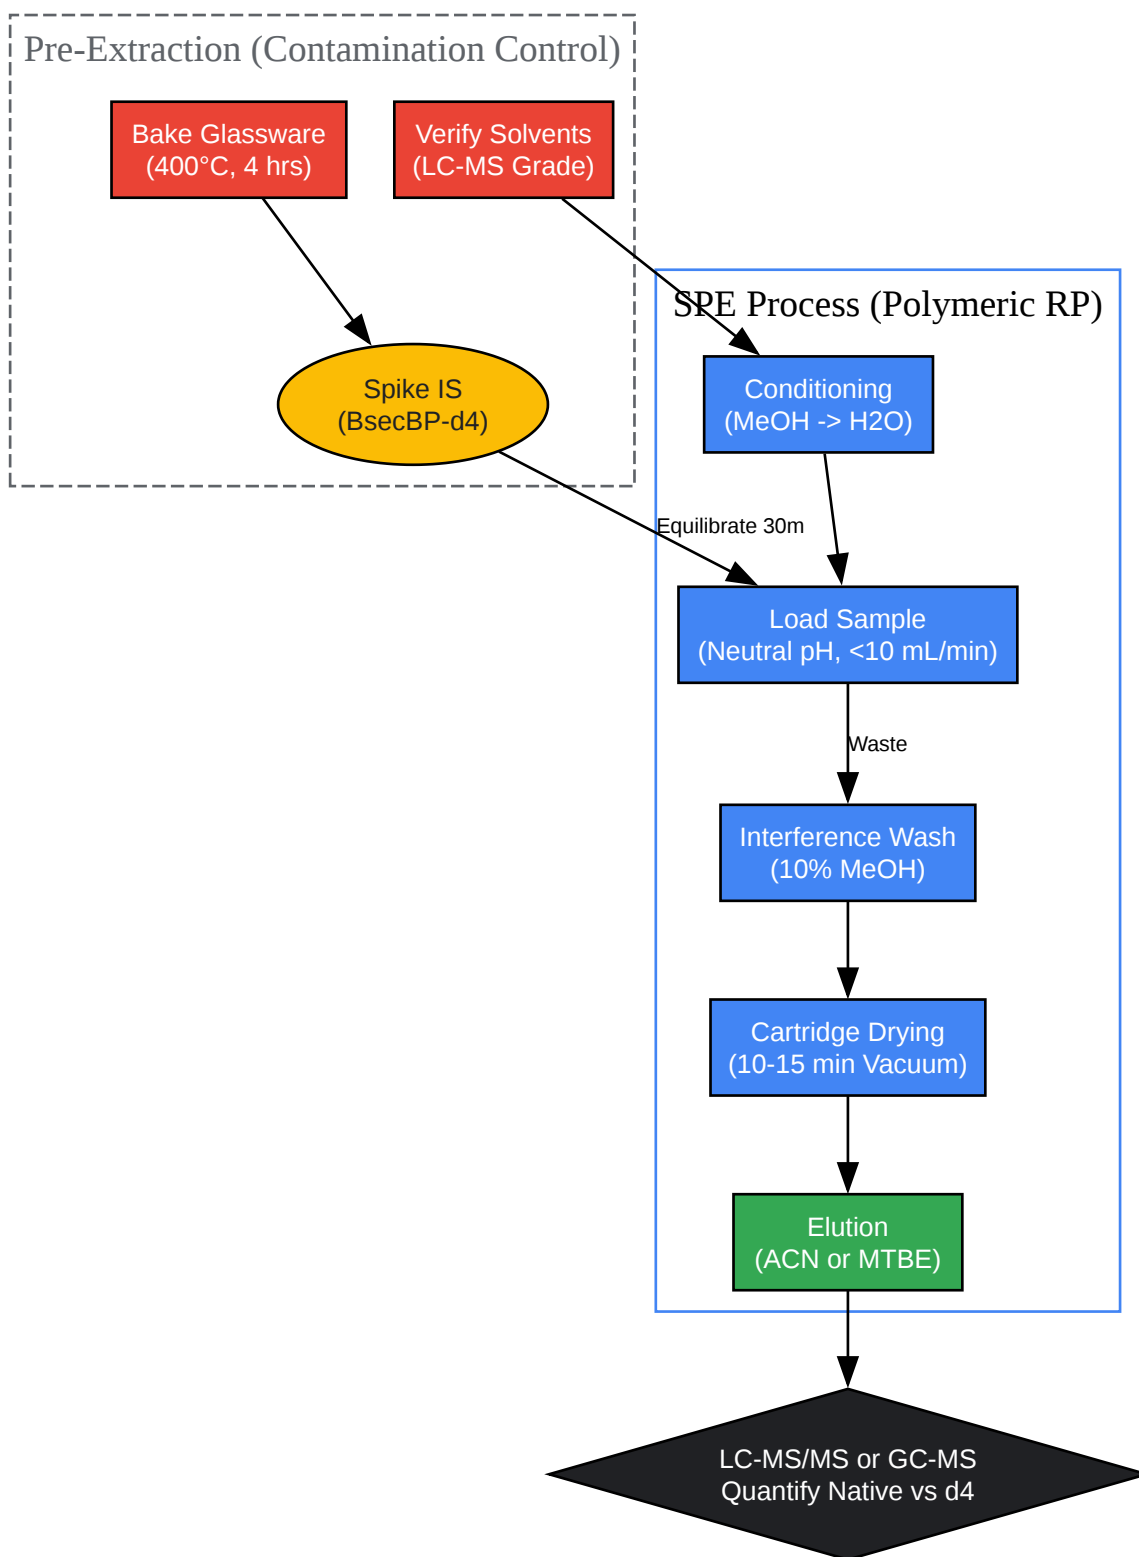 Pre-Extraction (Contamination Control)
Bake Glassware
(400°C, 4 hrs)
Verify Solvents
(LC-MS Grade)
SPE Process (Polymeric RP)
Spike IS
(BsecBP-d4)
Conditioning
(MeOH -> H2O)
Equilibrate 30m
Load Sample
(Neutral pH, <10 mL/min)
Waste
Interference Wash
(10% MeOH)
Cartridge Drying
(10-15 min Vacuum)
Elution
(ACN or MTBE)
LC-MS/MS or GC-MS
Quantify Native vs d4